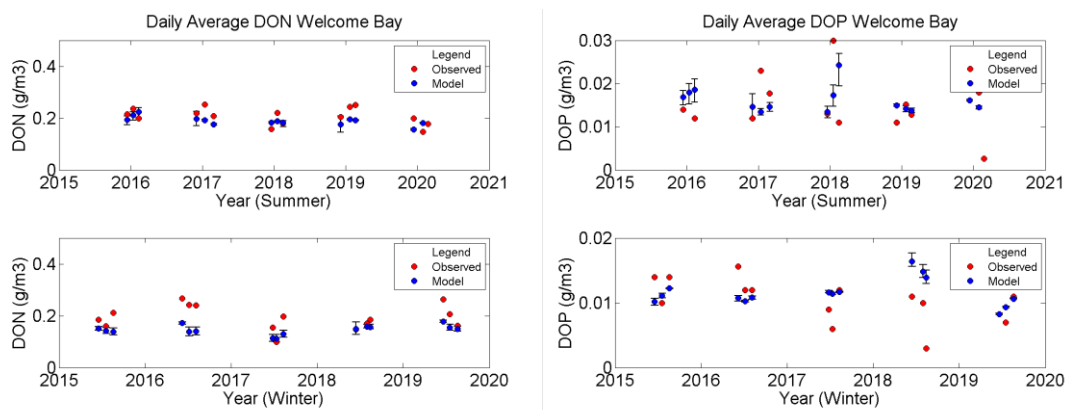 Daily Average DON Welcome Bay
DON (g/m3)
0.4
0.2
0
Legend
Observed
Model
2015 2016 2017 2018 2019 2020 2021
Year (Summer)
DON (g/m3)
0.4
0.2
0
Legend
Observed
Model
2015 2016 2017 2018 2019 2020
Year (Winter)
Daily Average DOP Welcome Bay
DOP (g/m3)
0.03
0.02
0.01
0
Legend
Observed
Model
2015 2016 2017 2018 2019 2020 2021
Year (Summer)
DOP (g/m3)
0.02
0.01
0
Legend
Observed
Model
2015 2016 2017 2018 2019 2020
Year (Winter)